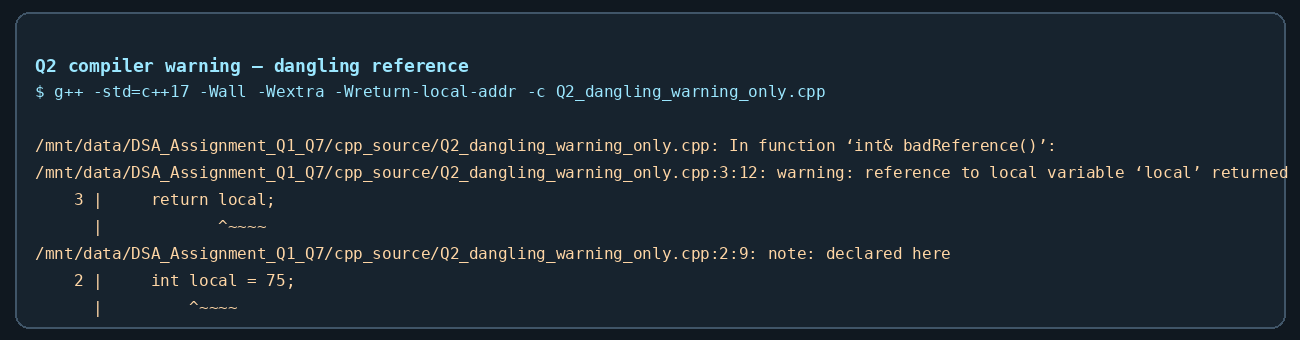 Q2 compiler warning — dangling reference
$ g++ -std=c++17 -Wall -Wextra -Wreturn-local-addr -c Q2_dangling_warning_only.cpp
/mnt/data/DSA_Assignment_Q1_Q7/cpp_source/Q2_dangling_warning_only.cpp: In function ‘int& badReference()’:
/mnt/data/DSA_Assignment_Q1_Q7/cpp_source/Q2_dangling_warning_only.cpp:3:12: warning: reference to local variable ‘local’ returned
    3 |     return local;
      |            ^~~~~
/mnt/data/DSA_Assignment_Q1_Q7/cpp_source/Q2_dangling_warning_only.cpp:2:9: note: declared here
    2 |     int local = 75;
      |         ^~~~~